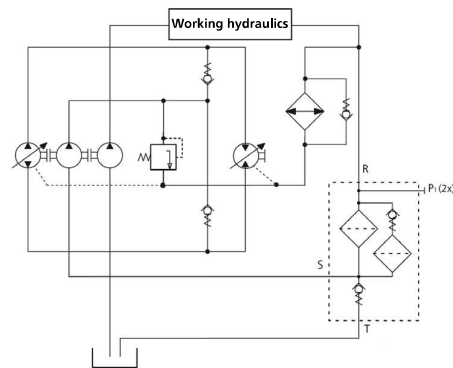 Working hydraulics
R
P₁ (2x)
S
T